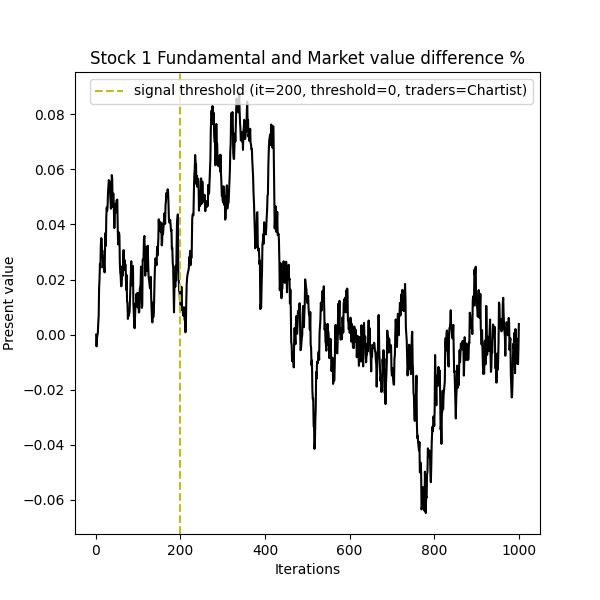 Stock 1 Fundamental and Market value difference %
signal threshold (it=200, threshold=0, traders=Chartist)
0.08
0.06
0.04
0.02
0.00
−0.02
−0.04
−0.06
Present value
0 200 400 600 800 1000
Iterations